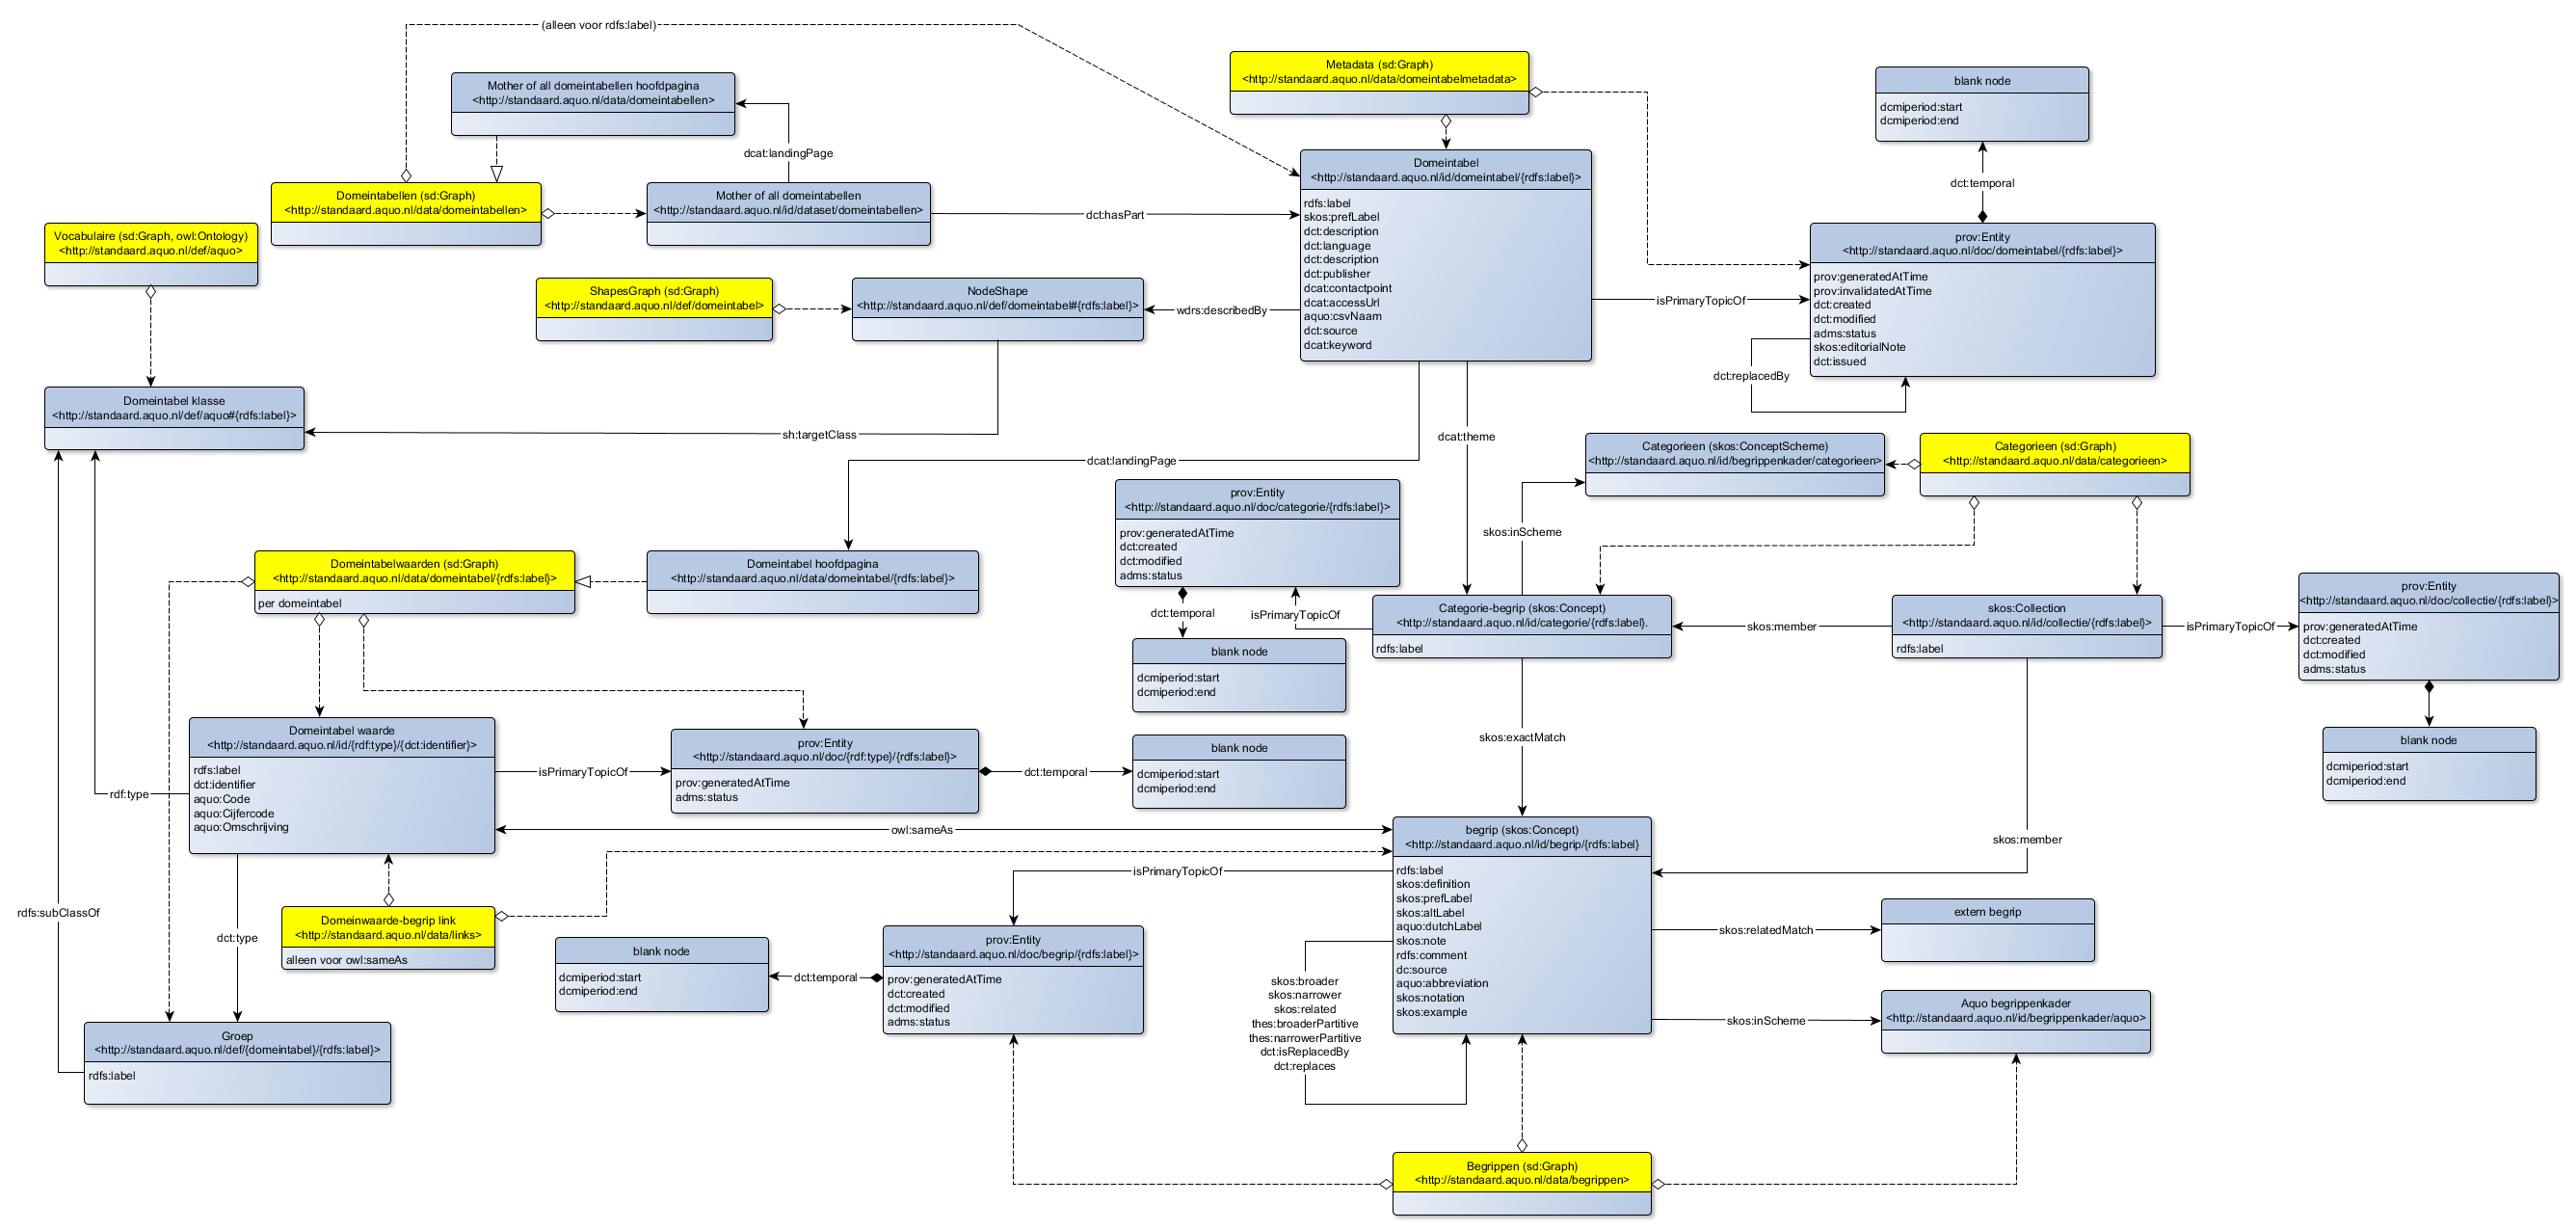 (alleen voor rdfs:label)
Mother of all domeintabellen hoofdpagina
<http://standaard.aquo.nl/data/domeintabellen>
Metadata (sd:Graph)
<http://standaard.aquo.nl/data/domeintabelmetadata>
blank node
dcmiperiod:start
dcmiperiod:end
dcat:landingPage
dct:temporal
Domeintabellen (sd:Graph)
<http://standaard.aquo.nl/data/domeintabellen>
Mother of all domeintabellen
<http://standaard.aquo.nl/id/dataset/domeintabellen>
dct:hasPart
Domeintabel
<http://standaard.aquo.nl/id/domeintabel/{rdfs:label}>
rdfs:label
skos:prefLabel
dct:description
dct:language
dct:description
dct:publisher
dcat:contactpoint
dcat:accessUrl
aquo:csvNaam
dct:source
dcat:keyword
Vocabulaire (sd:Graph, owl:Ontology)
<http://standaard.aquo.nl/def/aquo>
prov:Entity
<http://standaard.aquo.nl/doc/domeintabel/{rdfs:label}>
prov:generatedAtTime
prov:invalidatedAtTime
dct:created
dct:modified
adms:status
skos:editorialNote
dct:issued
isPrimaryTopicOf
dct:replacedBy
ShapesGraph (sd:Graph)
<http://standaard.aquo.nl/def/domeintabel>
NodeShape
<http://standaard.aquo.nl/def/domeintabel#{rdfs:label}>
wdrs:describedBy
Domeintabel klasse
<http://standaard.aquo.nl/def/aquo#{rdfs:label}>
sh:targetClass
dcat:theme
dcat:landingPage
Categorieen (skos:ConceptScheme)
<http://standaard.aquo.nl/id/begrippenkader/categorieen>
Categorieen (sd:Graph)
<http://standaard.aquo.nl/data/categorieen>
prov:Entity
<http://standaard.aquo.nl/doc/categorie/{rdfs:label}>
prov:generatedAtTime
dct:created
dct:modified
adms:status
skos:inScheme
Domeintabelwaarden (sd:Graph)
<http://standaard.aquo.nl/data/domeintabel/{rdfs:label}>
per domeintabel
Domeintabel hoofdpagina
<http://standaard.aquo.nl/data/domeintabel/{rdfs:label}>
dct:temporal
isPrimaryTopicOf
Categorie-begrip (skos:Concept)
<http://standaard.aquo.nl/id/categorie/{rdfs:label}.
rdfs:label
skos:member
skos:Collection
<http://standaard.aquo.nl/id/collectie/{rdfs:label}>
rdfs:label
isPrimaryTopicOf
prov:Entity
<http://standaard.aquo.nl/doc/collectie/{rdfs:label}>
prov:generatedAtTime
dct:created
dct:modified
adms:status
blank node
dcmiperiod:start
dcmiperiod:end
blank node
dcmiperiod:start
dcmiperiod:end
Domeintabel waarde
<http://standaard.aquo.nl/id/{rdf:type}/{dct:identifier}>
rdfs:label
dct:identifier
aquo:Code
aquo:Cijfercode
aquo:Omschrijving
rdf:type
isPrimaryTopicOf
prov:Entity
<http://standaard.aquo.nl/doc/{rdf:type}/{rdfs:label}>
prov:generatedAtTime
adms:status
dct:temporal
blank node
dcmiperiod:start
dcmiperiod:end
skos:exactMatch
owl:sameAs
begrip (skos:Concept)
<http://standaard.aquo.nl/id/begrip/{rdfs:label}
rdfs:label
skos:definition
skos:prefLabel
skos:altLabel
aquo:dutchLabel
skos:note
rdfs:comment
dc:source
aquo:abbreviation
skos:notation
skos:example
skos:member
isPrimaryTopicOf
rdfs:subClassOf
dct:type
Domeinwaarde-begrip link
<http://standaard.aquo.nl/data/links>
alleen voor owl:sameAs
blank node
dcmiperiod:start
dcmiperiod:end
dct:temporal
prov:Entity
<http://standaard.aquo.nl/doc/begrip/{rdfs:label}>
prov:generatedAtTime
dct:created
dct:modified
adms:status
skos:broader
skos:narrower
skos:related
thes:broaderPartitive
thes:narrowerPartitive
dct:isReplacedBy
dct:replaces
skos:relatedMatch
extern begrip
skos:inScheme
Aquo begrippenkader
<http://standaard.aquo.nl/id/begrippenkader/aquo>
Groep
<http://standaard.aquo.nl/def/{domeintabel}/{rdfs:label}>
rdfs:label
Begrippen (sd:Graph)
<http://standaard.aquo.nl/data/begrippen>